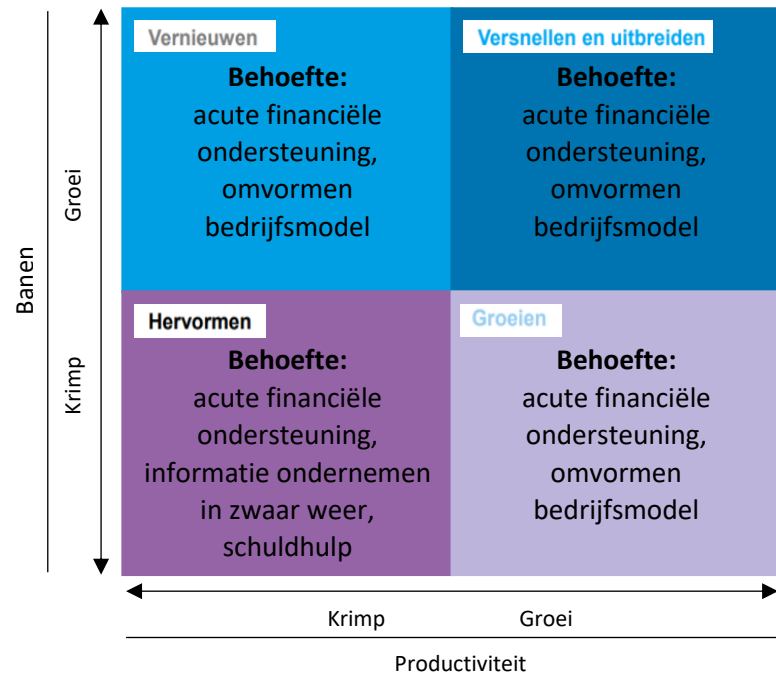 Vernieuwen
Behoefte:
acute financiële
ondersteuning,
omvormen
bedrijfsmodel
Versnellen en uitbreiden
Behoefte:
acute financiële
ondersteuning,
omvormen
bedrijfsmodel
Hervormen
Behoefte:
acute financiële
ondersteuning,
informatie ondernemen
in zwaar weer,
schuldhulp
Groeien
Behoefte:
acute financiële
ondersteuning,
omvormen
bedrijfsmodel
Banen
Groei
Krimp
Krimp
Groei
Productiviteit